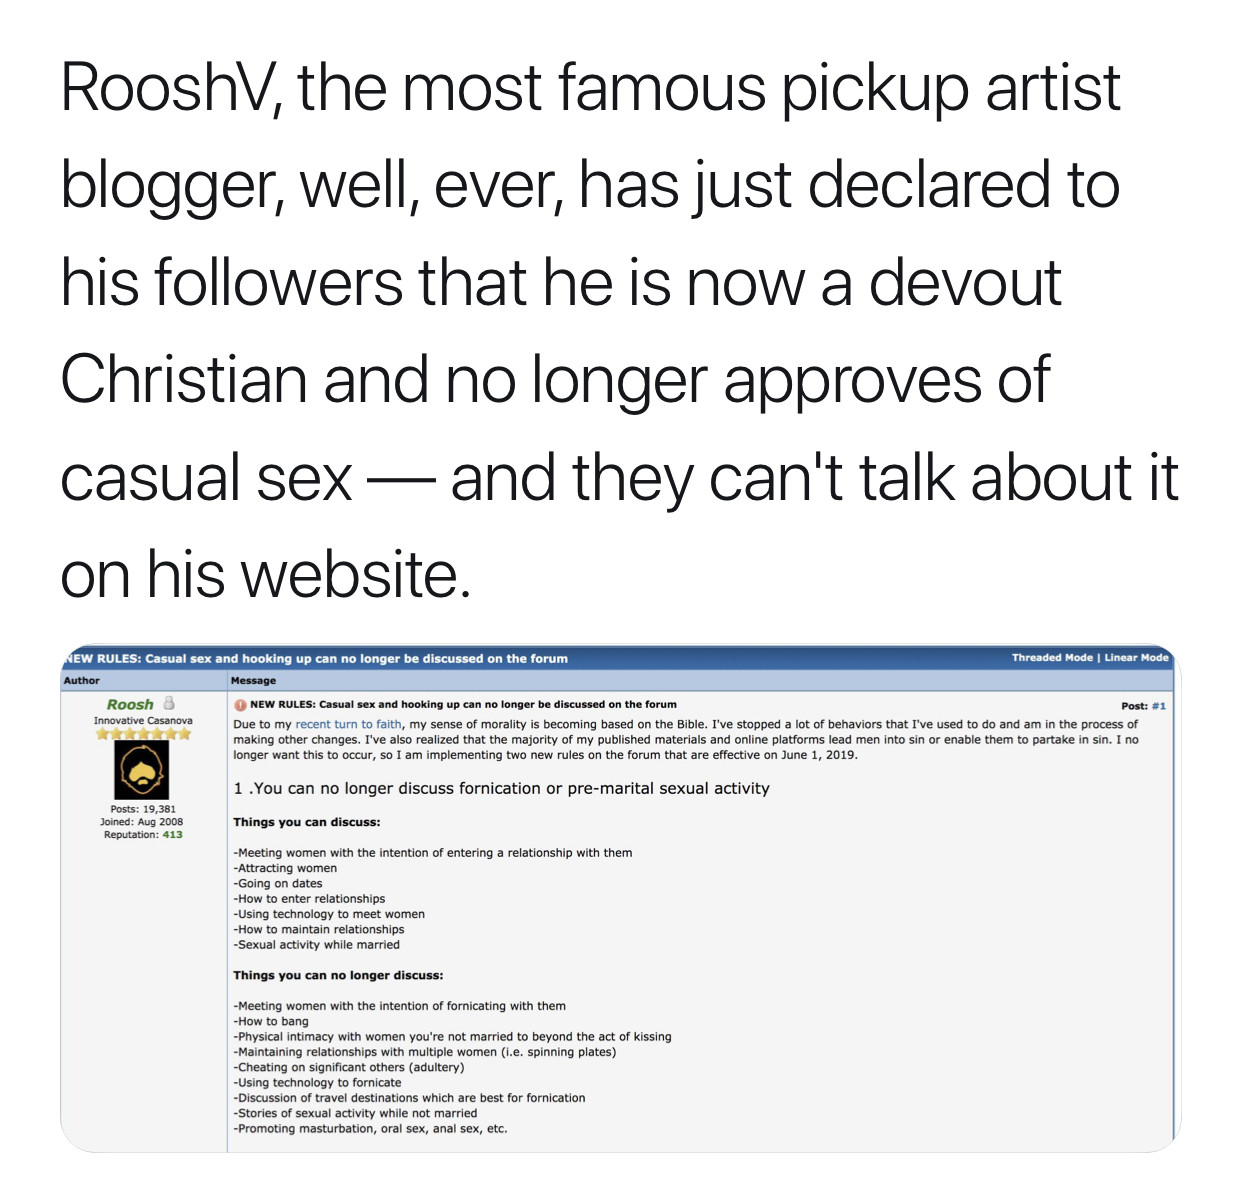 RooshV, the most famous pickup artist
blogger, well, ever, has just declared to
his followers that he is now a devout
Christian and no longer approves of
casual sex — and they can't talk about it
on his website.
NEW RULES: Casual sex and hooking up can no longer be discussed on the forum
Threaded Mode | Linear Mode
Author
Message
Roosh
Innovative Casanova
Posts: 19,381
Joined: Aug 2008
Reputation: 413
NEW RULES: Casual sex and hooking up can no longer be discussed on the forum
Post: #1
Due to my recent turn to faith, my sense of morality is becoming based on the Bible. I've stopped a lot of behaviors that I've used to do and am in the process of
making other changes. I've also realized that the majority of my published materials and online platforms lead men into sin or enable them to partake in sin. I no
longer want this to occur, so I am implementing two new rules on the forum that are effective on June 1, 2019.
1 .You can no longer discuss fornication or pre-marital sexual activity
Things you can discuss:
-Meeting women with the intention of entering a relationship with them
-Attracting women
-Going on dates
-How to enter relationships
-Using technology to meet women
-How to maintain relationships
-Sexual activity while married
Things you can no longer discuss:
-Meeting women with the intention of fornicating with them
-How to bang
-Physical intimacy with women you're not married to beyond the act of kissing
-Maintaining relationships with multiple women (i.e. spinning plates)
-Cheating on significant others (adultery)
-Using technology to fornicate
-Discussion of travel destinations which are best for fornication
-Stories of sexual activity while not married
-Promoting masturbation, oral sex, anal sex, etc.